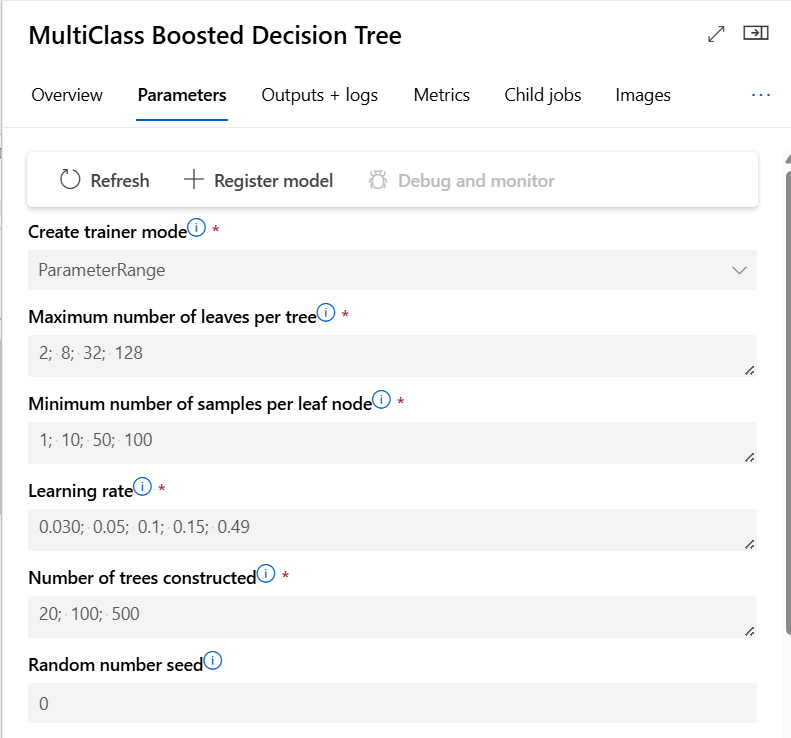 MultiClass Boosted Decision Tree
Overview Parameters Outputs + logs Metrics Child jobs Images ...
Refresh Register model Debug and monitor
Create trainer mode *
ParameterRange
Maximum number of leaves per tree *
2; 8; 32; 128
Minimum number of samples per leaf node *
1; 10; 50; 100
Learning rate *
0.030; 0.05; 0.1; 0.15; 0.49
Number of trees constructed *
20; 100; 500
Random number seed
0